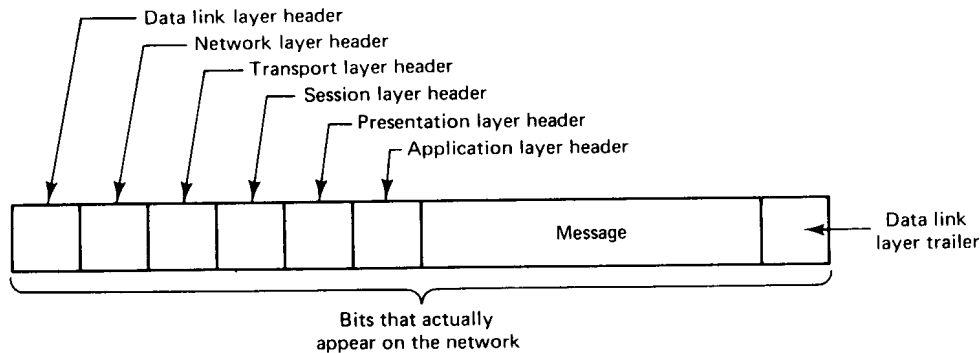 Data link layer header
Network layer header
Transport layer header
Session layer header
Presentation layer header
Application layer header
Message
Data link
layer trailer
Bits that actually
appear on the network